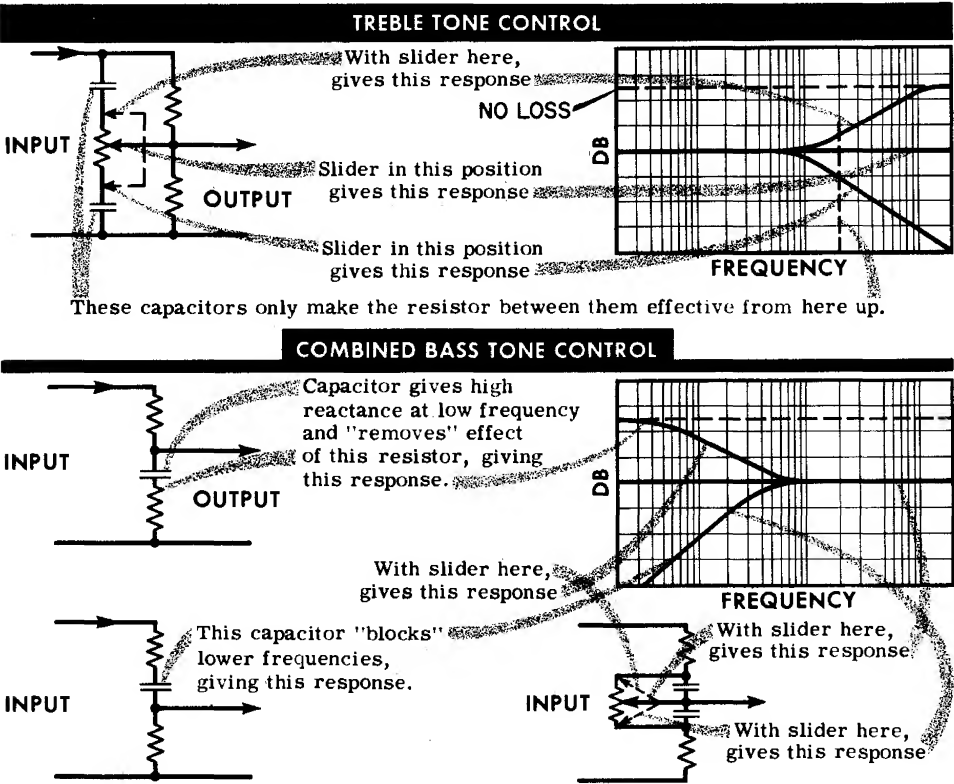 TREBLE TONE CONTROL
With slider here,
gives this response
NO LOSS
INPUT
DB
Slider in this position
gives this response
OUTPUT
Slider in this position
gives this response
FREQUENCY
These capacitors only make the resistor between them effective from here up.
COMBINED BASS TONE CONTROL
Capacitor gives high
reactance at low frequency
and "removes" effect
of this resistor, giving
this response.
INPUT
OUTPUT
DB
With slider here,
gives this response
FREQUENCY
This capacitor "blocks"
lower frequencies,
giving this response.
INPUT
With slider here,
gives this response
INPUT
With slider here,
gives this response